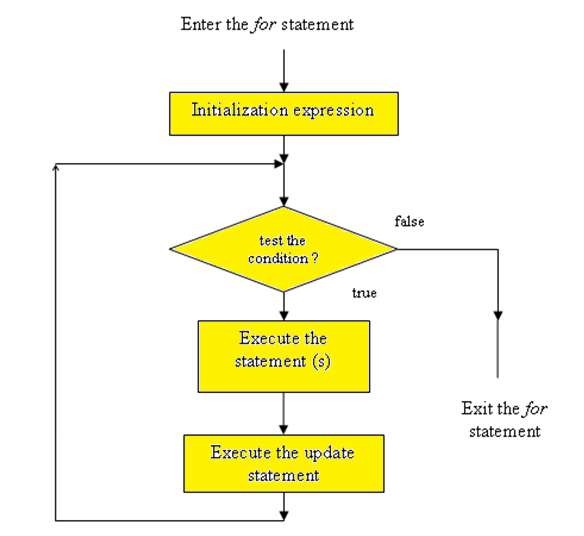 Enter the for statement
Initialization expression
false
test the
condition ?
true
Execute the
statement (s)
Exit the for
statement
Execute the update
statement